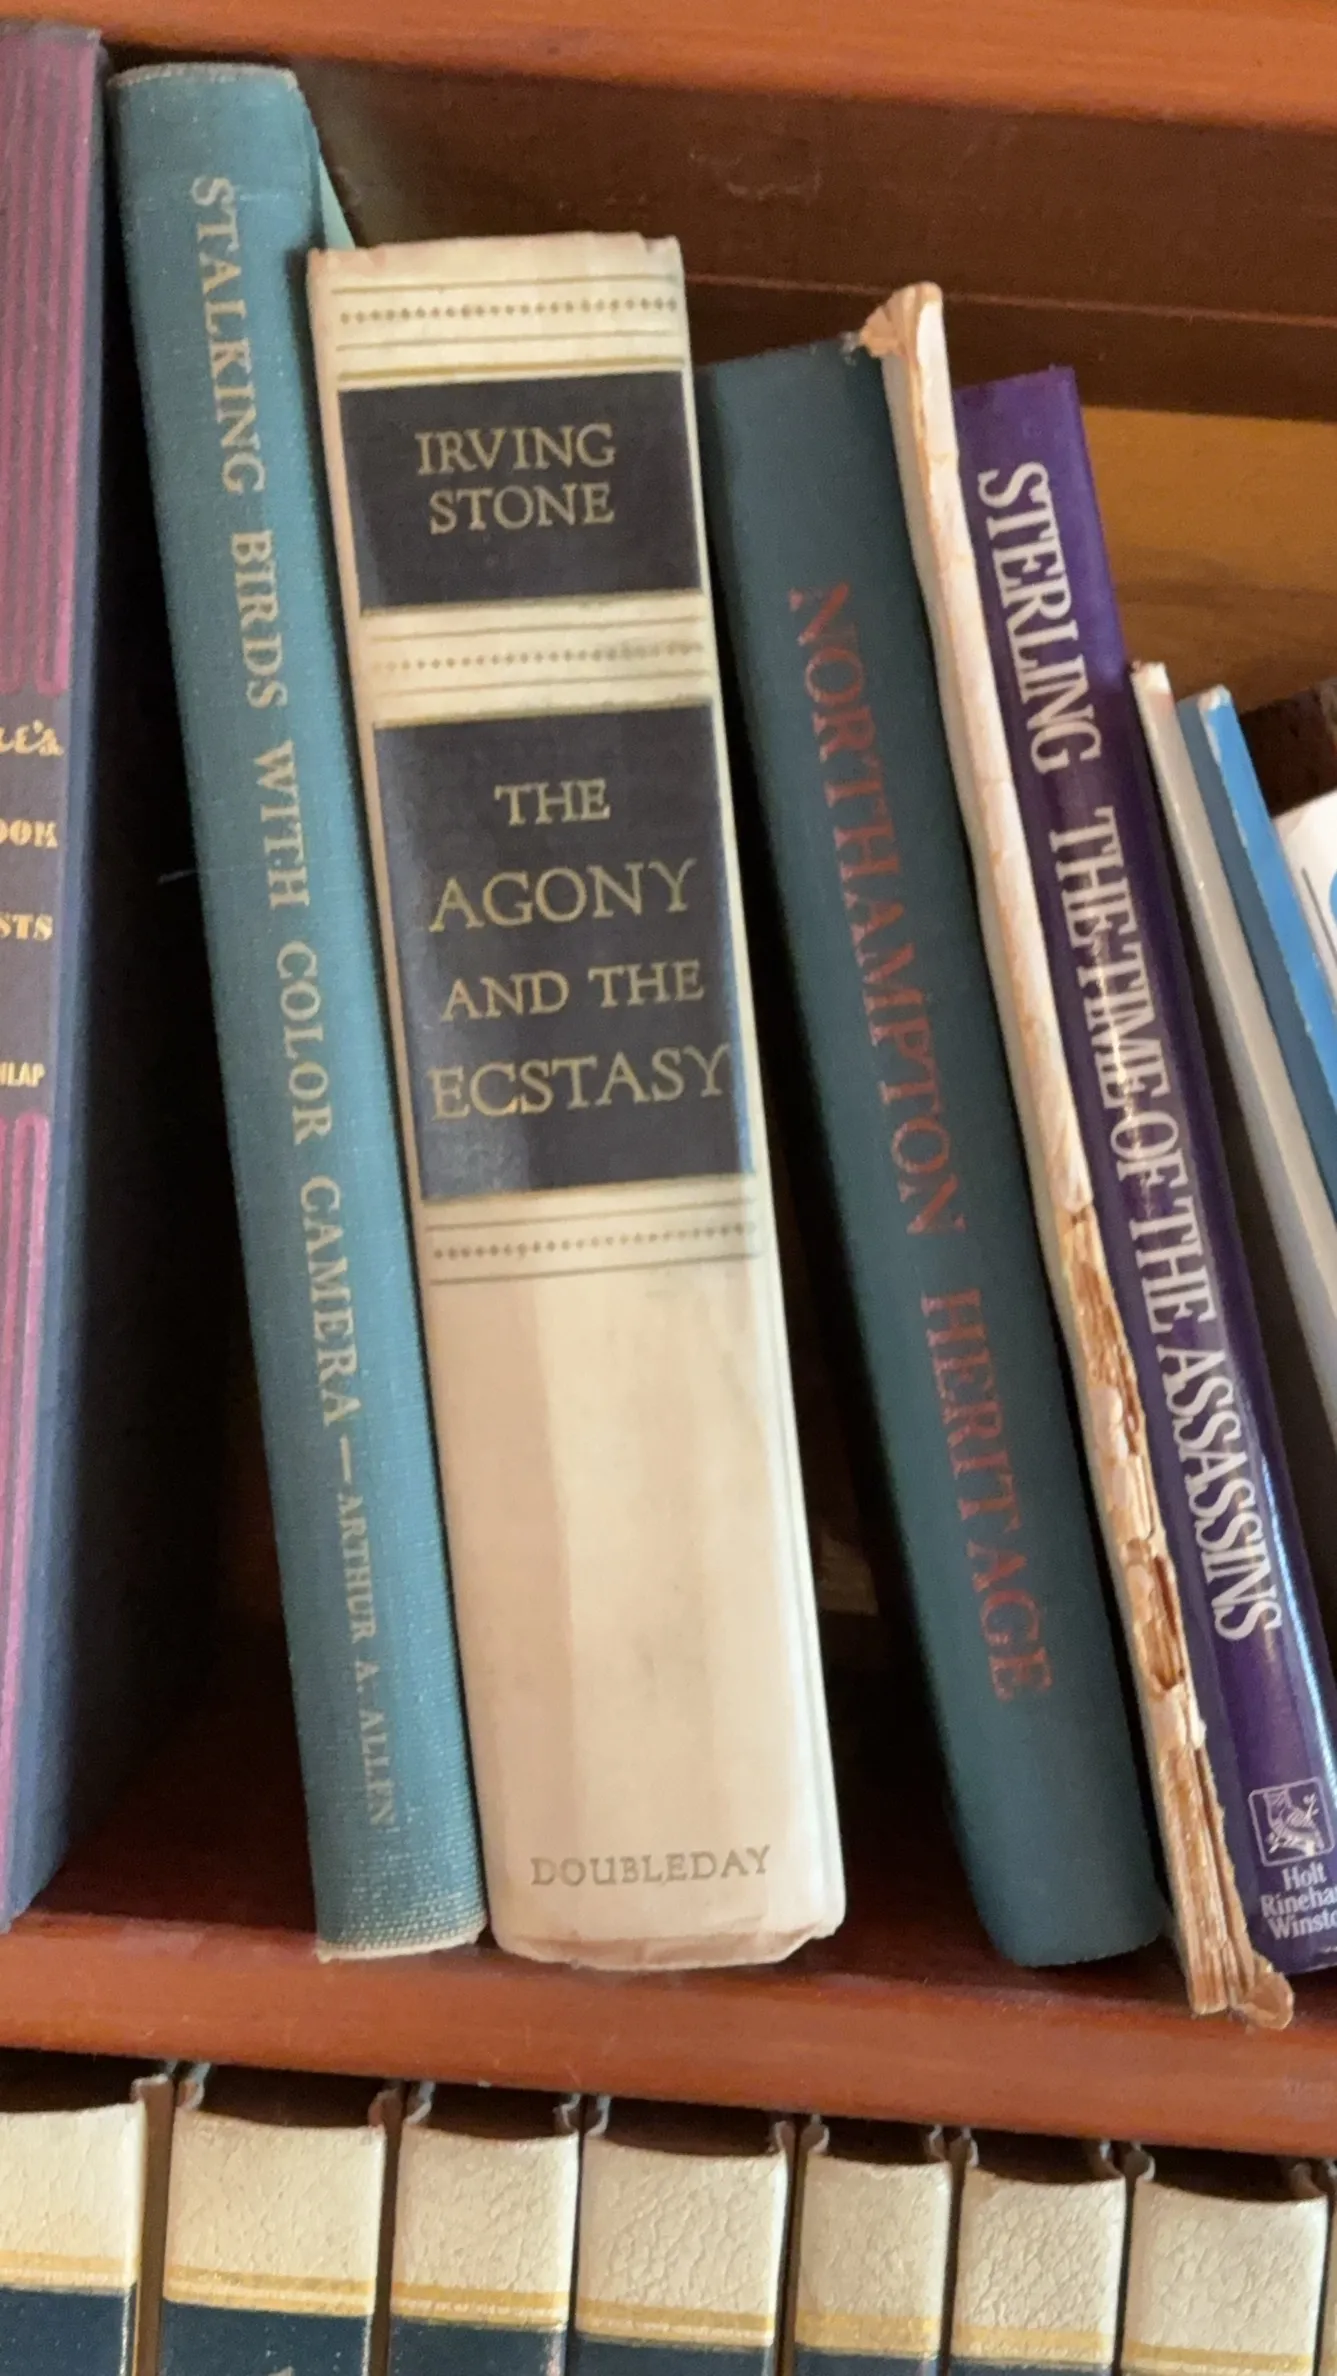 STALKING BIRDS WITH COLOR CAMERA — ARTHUR A. ALLEN
IRVING
STONE
THE
AGONY
AND THE
ECSTASY
DOUBLEDAY
NORTHAMPTON HERITAGE
STERLING THE TIME OF THE ASSASSINS
Holt